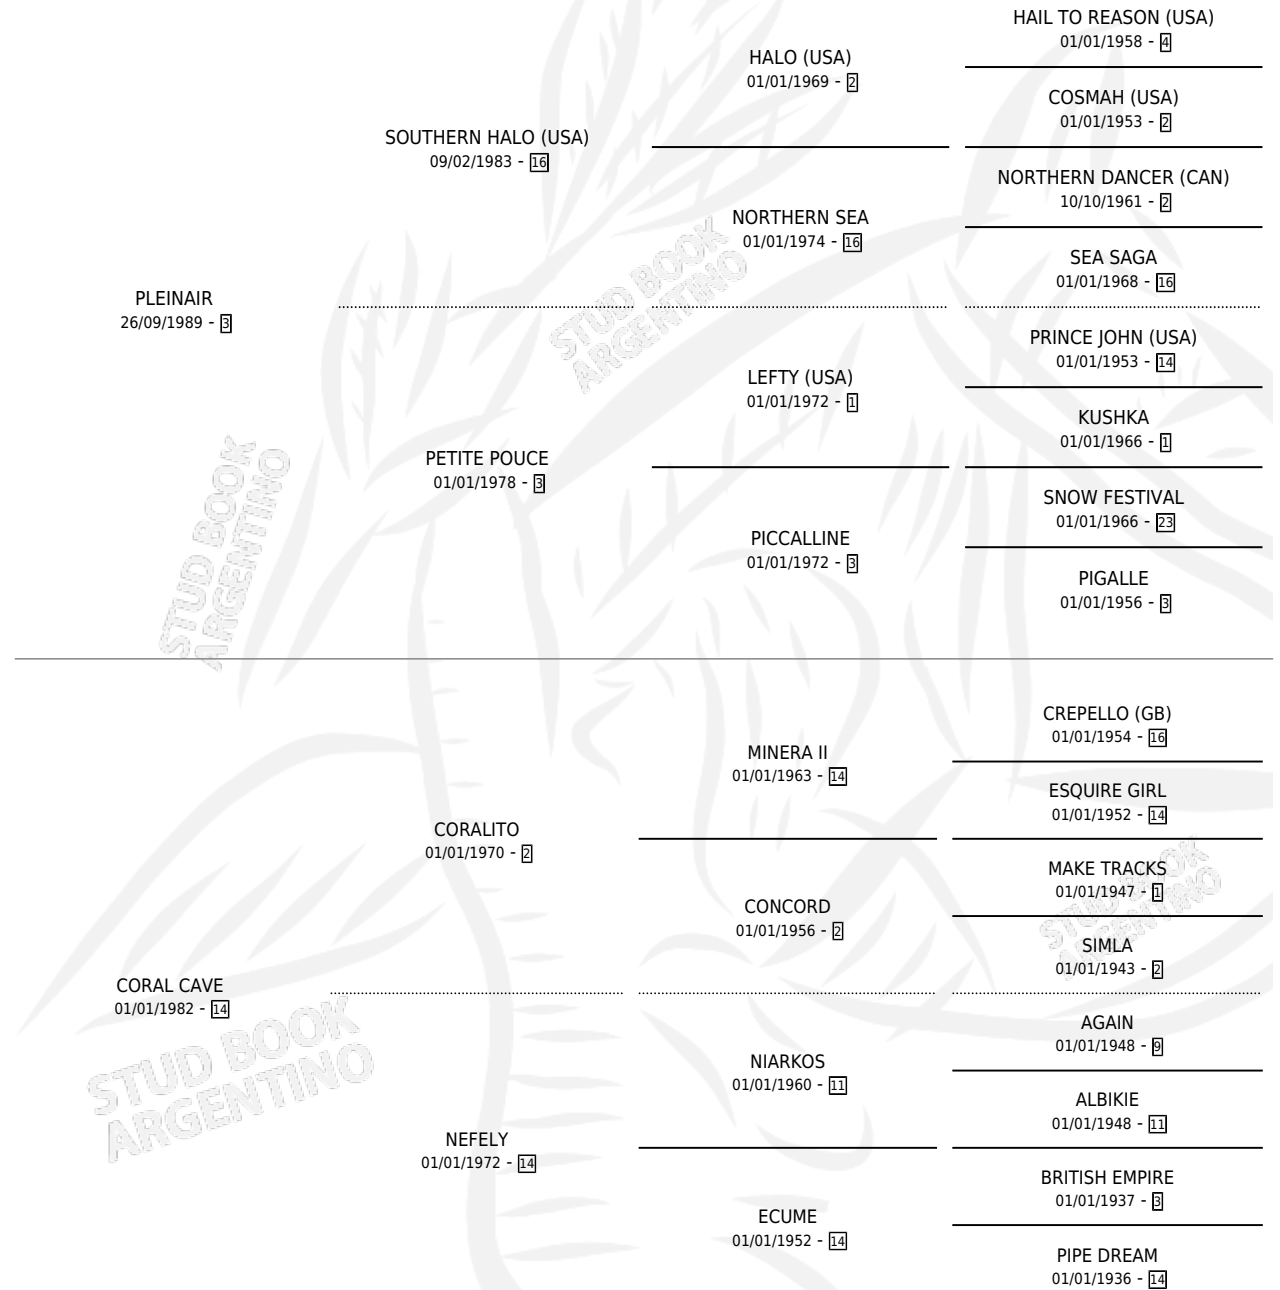 HAIL TO REASON (USA)
01/01/1958 - 4
HALO (USA)
01/01/1969 - 2
COSMAH (USA)
01/01/1953 - 2
SOUTHERN HALO (USA)
09/02/1983 - 16
NORTHERN DANCER (CAN)
10/10/1961 - 2
NORTHERN SEA
01/01/1974 - 16
SEA SAGA
01/01/1968 - 16
PLEINAIR
26/09/1989 - 3
STUD BOOK
ARGENTINO
PRINCE JOHN (USA)
01/01/1953 - 14
LEFTY (USA)
01/01/1972 - 1
KUSHKA
01/01/1966 - 1
PETITE POUCE
01/01/1978 - 3
SNOW FESTIVAL
01/01/1966 - 23
PICCALLINE
01/01/1972 - 3
PIGALLE
01/01/1956 - 3
STUD BOOK
ARGENTINO
CREPELLO (GB)
01/01/1954 - 16
MINERA II
01/01/1963 - 14
ESQUIRE GIRL
01/01/1952 - 14
CORALITO
01/01/1970 - 2
MAKE TRACKS
01/01/1947 - 1
CONCORD
01/01/1956 - 2
STUD BOOK
ARGENTINO
SIMLA
01/01/1943 - 2
CORAL CAVE
01/01/1982 - 14
AGAIN
01/01/1948 - 9
NIARKOS
01/01/1960 - 11
STUD BOOK
ARGENTINO
ALBIKIE
01/01/1948 - 11
NEFELY
01/01/1972 - 14
BRITISH EMPIRE
01/01/1937 - 3
ECUME
01/01/1952 - 14
PIPE DREAM
01/01/1936 - 14